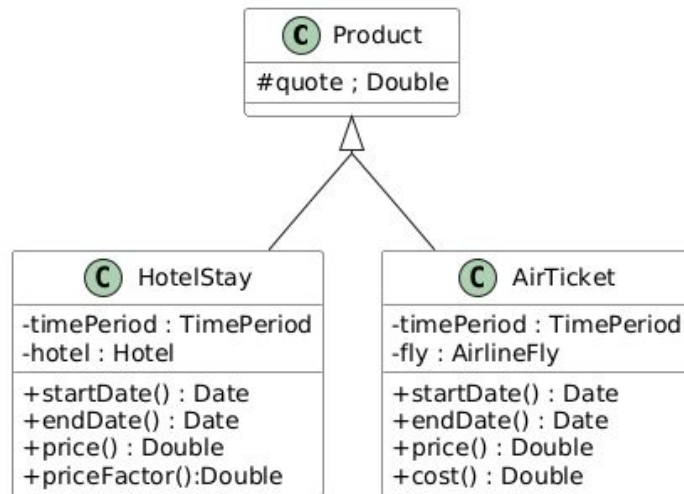 C Product
#quote ; Double
C HotelStay
-timePeriod : TimePeriod
-hotel : Hotel
+startDate() : Date
+endDate() : Date
+price() : Double
+priceFactor():Double
C AirTicket
-timePeriod : TimePeriod
-fly : AirlineFly
+startDate() : Date
+endDate() : Date
+price() : Double
+cost() : Double